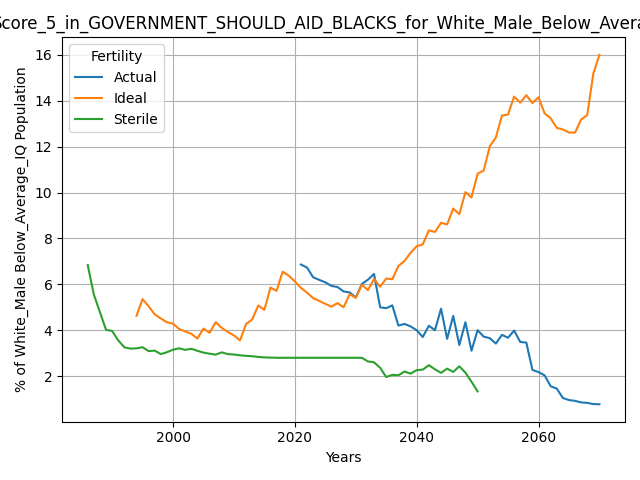 Score_5_in_GOVERNMENT_SHOULD_AID_BLACKS_for_White_Male_Below_Avera
Fertility
Actual
Ideal
Sterile
% of White_Male Below_Average_IQ Population
16
14
12
10
8
6
4
2
2000 2020 2040 2060
Years